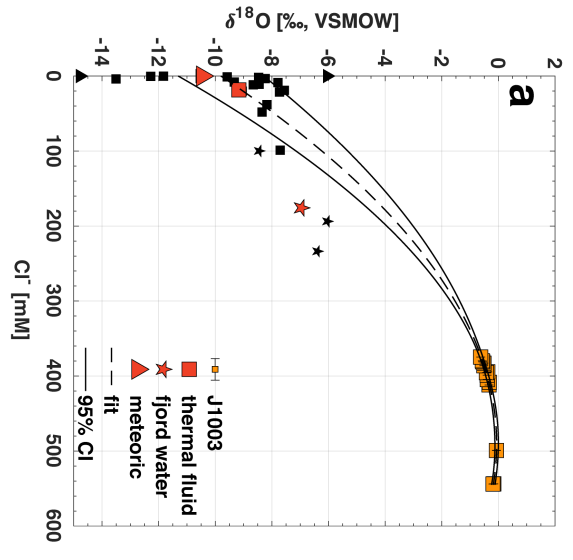 δ¹⁸O [‰, VSMOW]
-14
-12
-10
-8
-6
-4
-2
0
2
a
0
100
200
300
400
500
600
Cl⁻ [mM]
J1003
thermal fluid
fjord water
meteoric
fit
95% CI